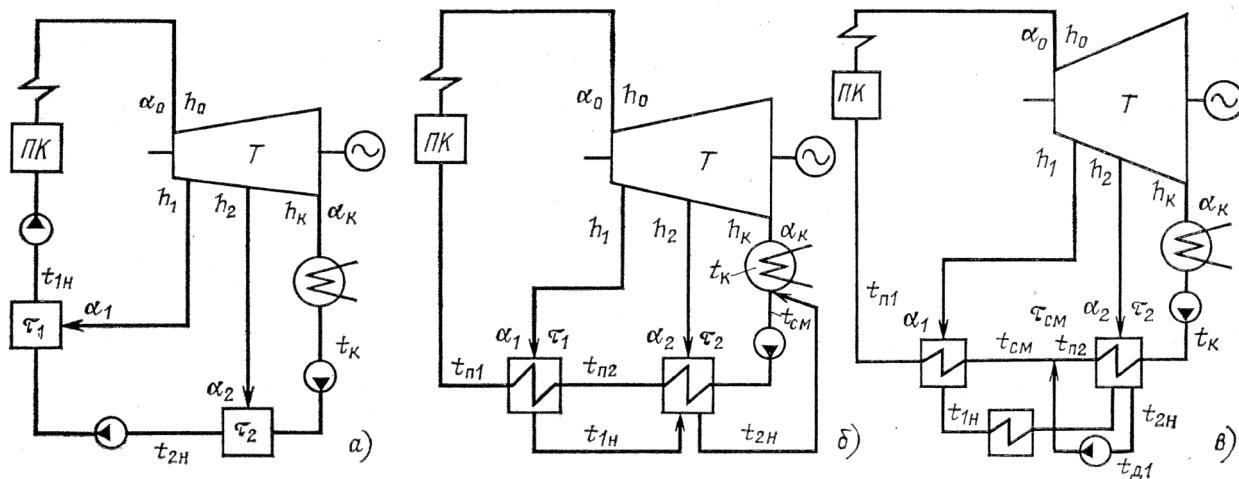 α₀ h₀
ПК
T
h₁ h₂ hк αк
t₁н
α₁
τ₁
tк
α₂
τ₂
t₂н
а)
α₀ h₀
ПК
T
h₁ h₂ hк αк
tк
tсм
α₁ τ₁ α₂ τ₂
tп1 tп2
t₁н t₂н
б)
α₀ h₀
ПК
T
h₁ h₂ hк αк
tп1
α₁ τсм α₂ τ₂
tсм tп2 tк
t₁н t₂н
tд1
в)